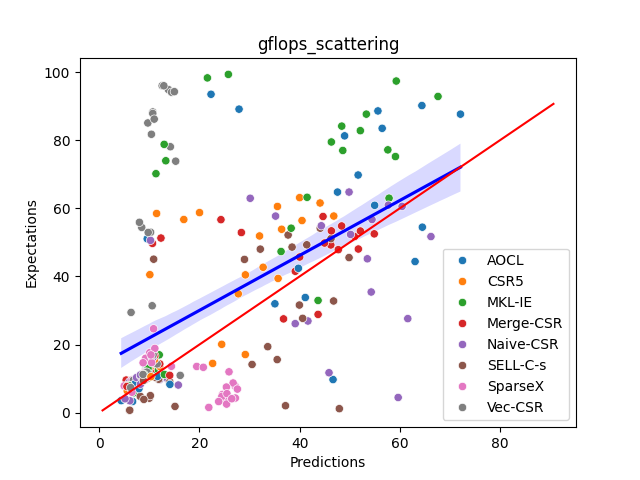 gflops_scattering
100
80
60
40
20
0
Expectations
0 20 40 60 80
Predictions
AOCL
CSR5
MKL-IE
Merge-CSR
Naive-CSR
SELL-C-s
SparseX
Vec-CSR